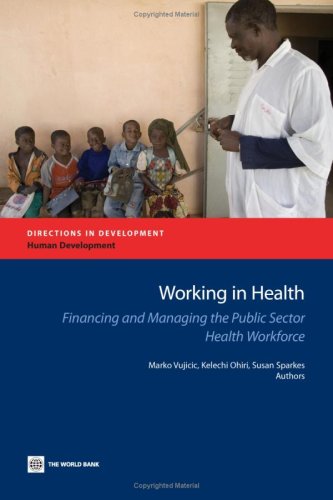 Copyrighted Material
DIRECTIONS IN DEVELOPMENT
Human Development
Working in Health
Financing and Managing the Public Sector
Health Workforce
Marko Vujicic, Kelechi Ohiri, Susan Sparkes
Authors
THE WORLD BANK
Copyrighted Material